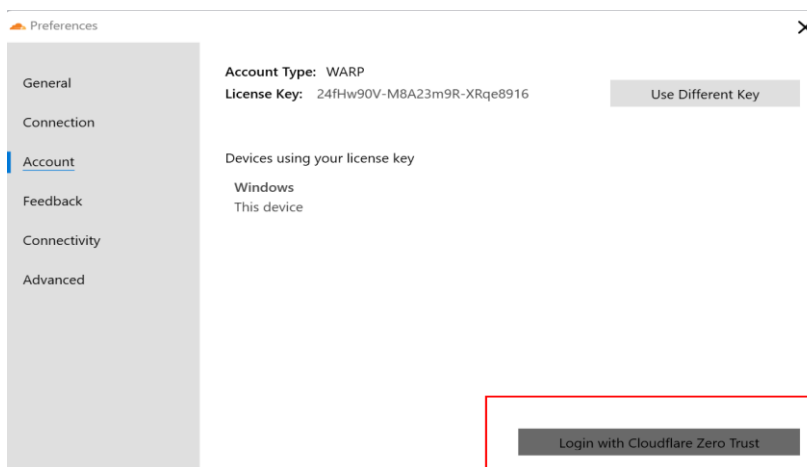 Preferences
General
Connection
Account
Feedback
Connectivity
Advanced
Account Type: WARP
License Key: 24fHw90V-M8A23m9R-XRqe8916
Use Different Key
Devices using your license key
Windows
This device
Login with Cloudflare Zero Trust